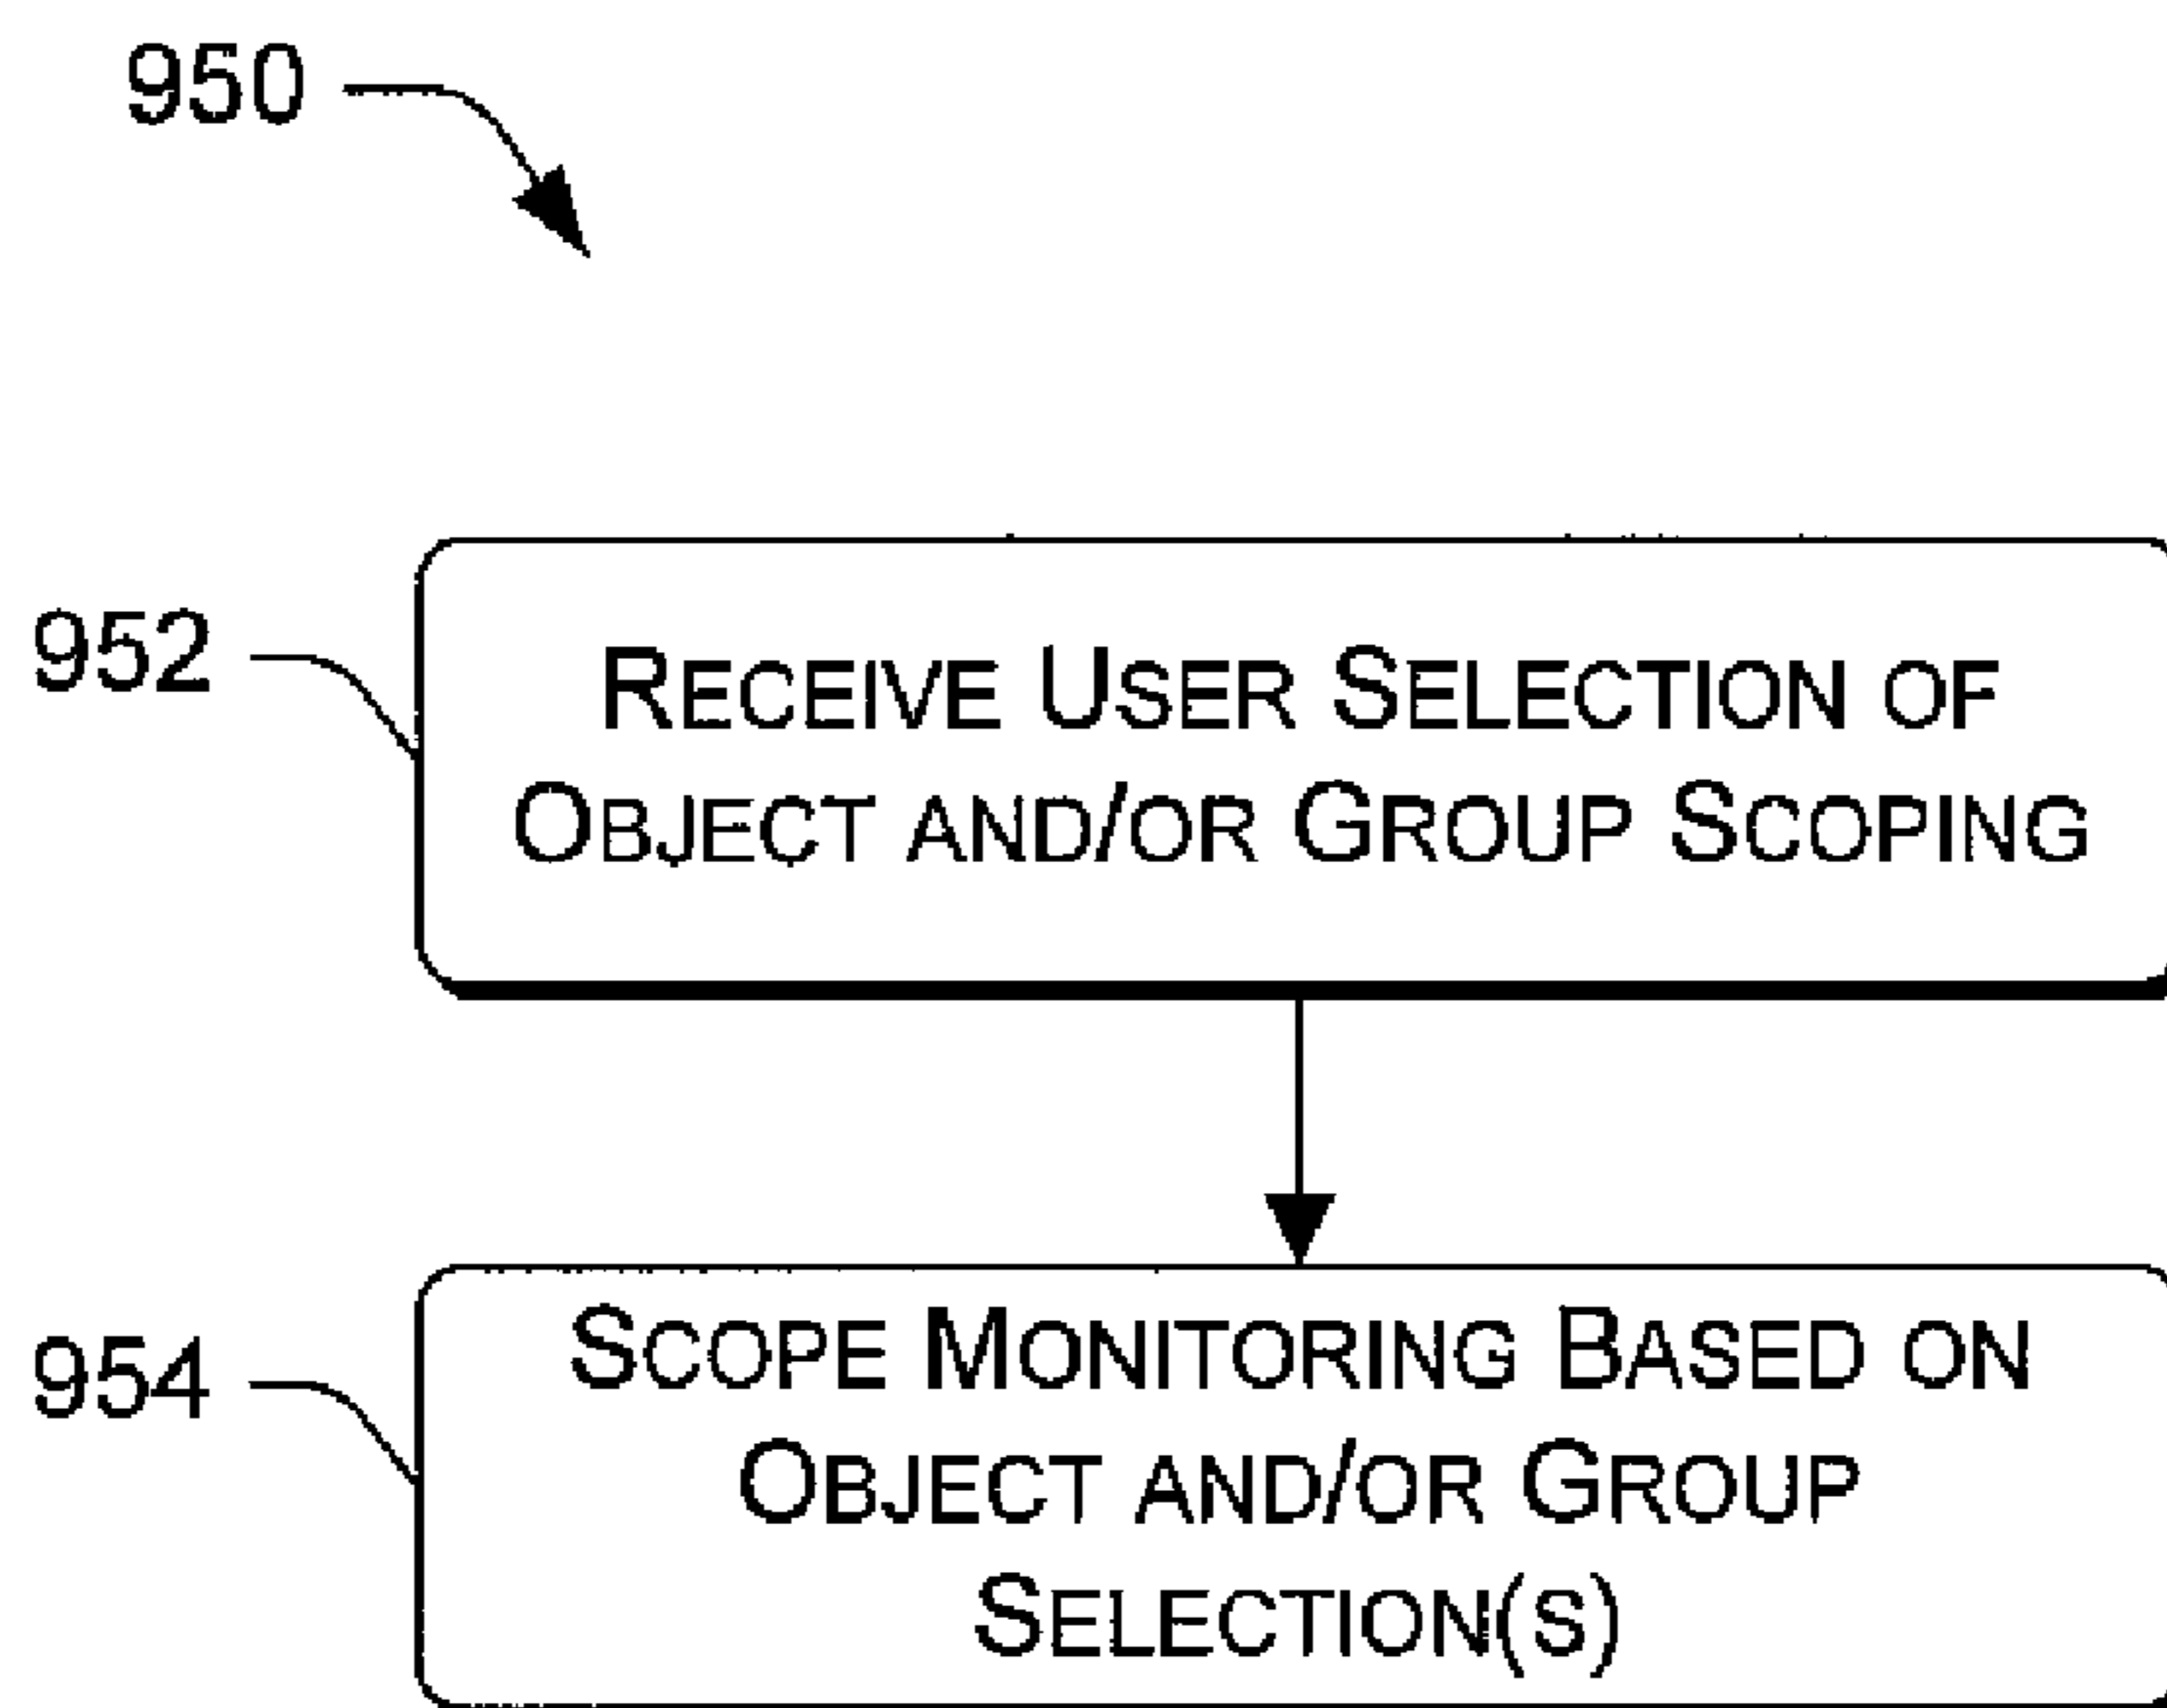 950
952
RECEIVE USER SELECTION OF
OBJECT AND/OR GROUP SCOPING
954
SCOPE MONITORING BASED ON
OBJECT AND/OR GROUP
SELECTION(S)